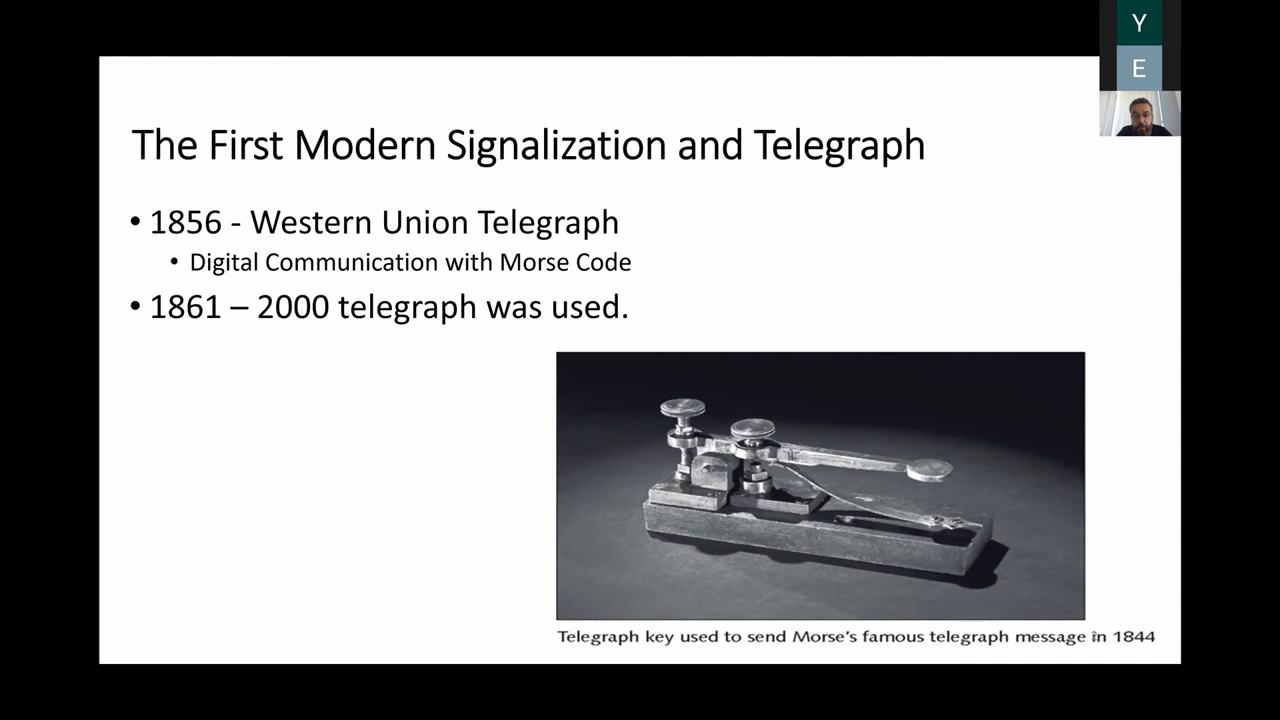 Y
E
The First Modern Signalization and Telegraph
• 1856 - Western Union Telegraph
• Digital Communication with Morse Code
• 1861 – 2000 telegraph was used.
Telegraph key used to send Morse's famous telegraph message in 1844